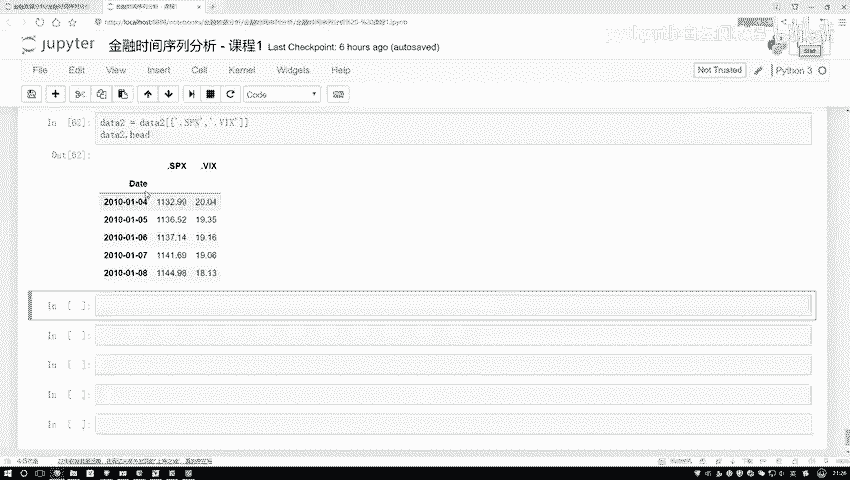 jupyter 金融时间序列分析 - 课程1 Last Checkpoint: 6 hours ago (autosaved)
File Edit View Insert Cell Kernel Widgets Help
Not Trusted Python 3
Code
In [62]: data2 = data2[['.SPX','.VIX']]
data2.head
Out[62]:
.SPX .VIX
Date
2010-01-04 1132.99 20.04
2010-01-05 1136.52 19.35
2010-01-06 1137.14 19.16
2010-01-07 1141.69 19.06
2010-01-08 1144.98 18.13
In [ ]:
In [ ]:
In [ ]:
In [ ]:
In [ ]:
21:26